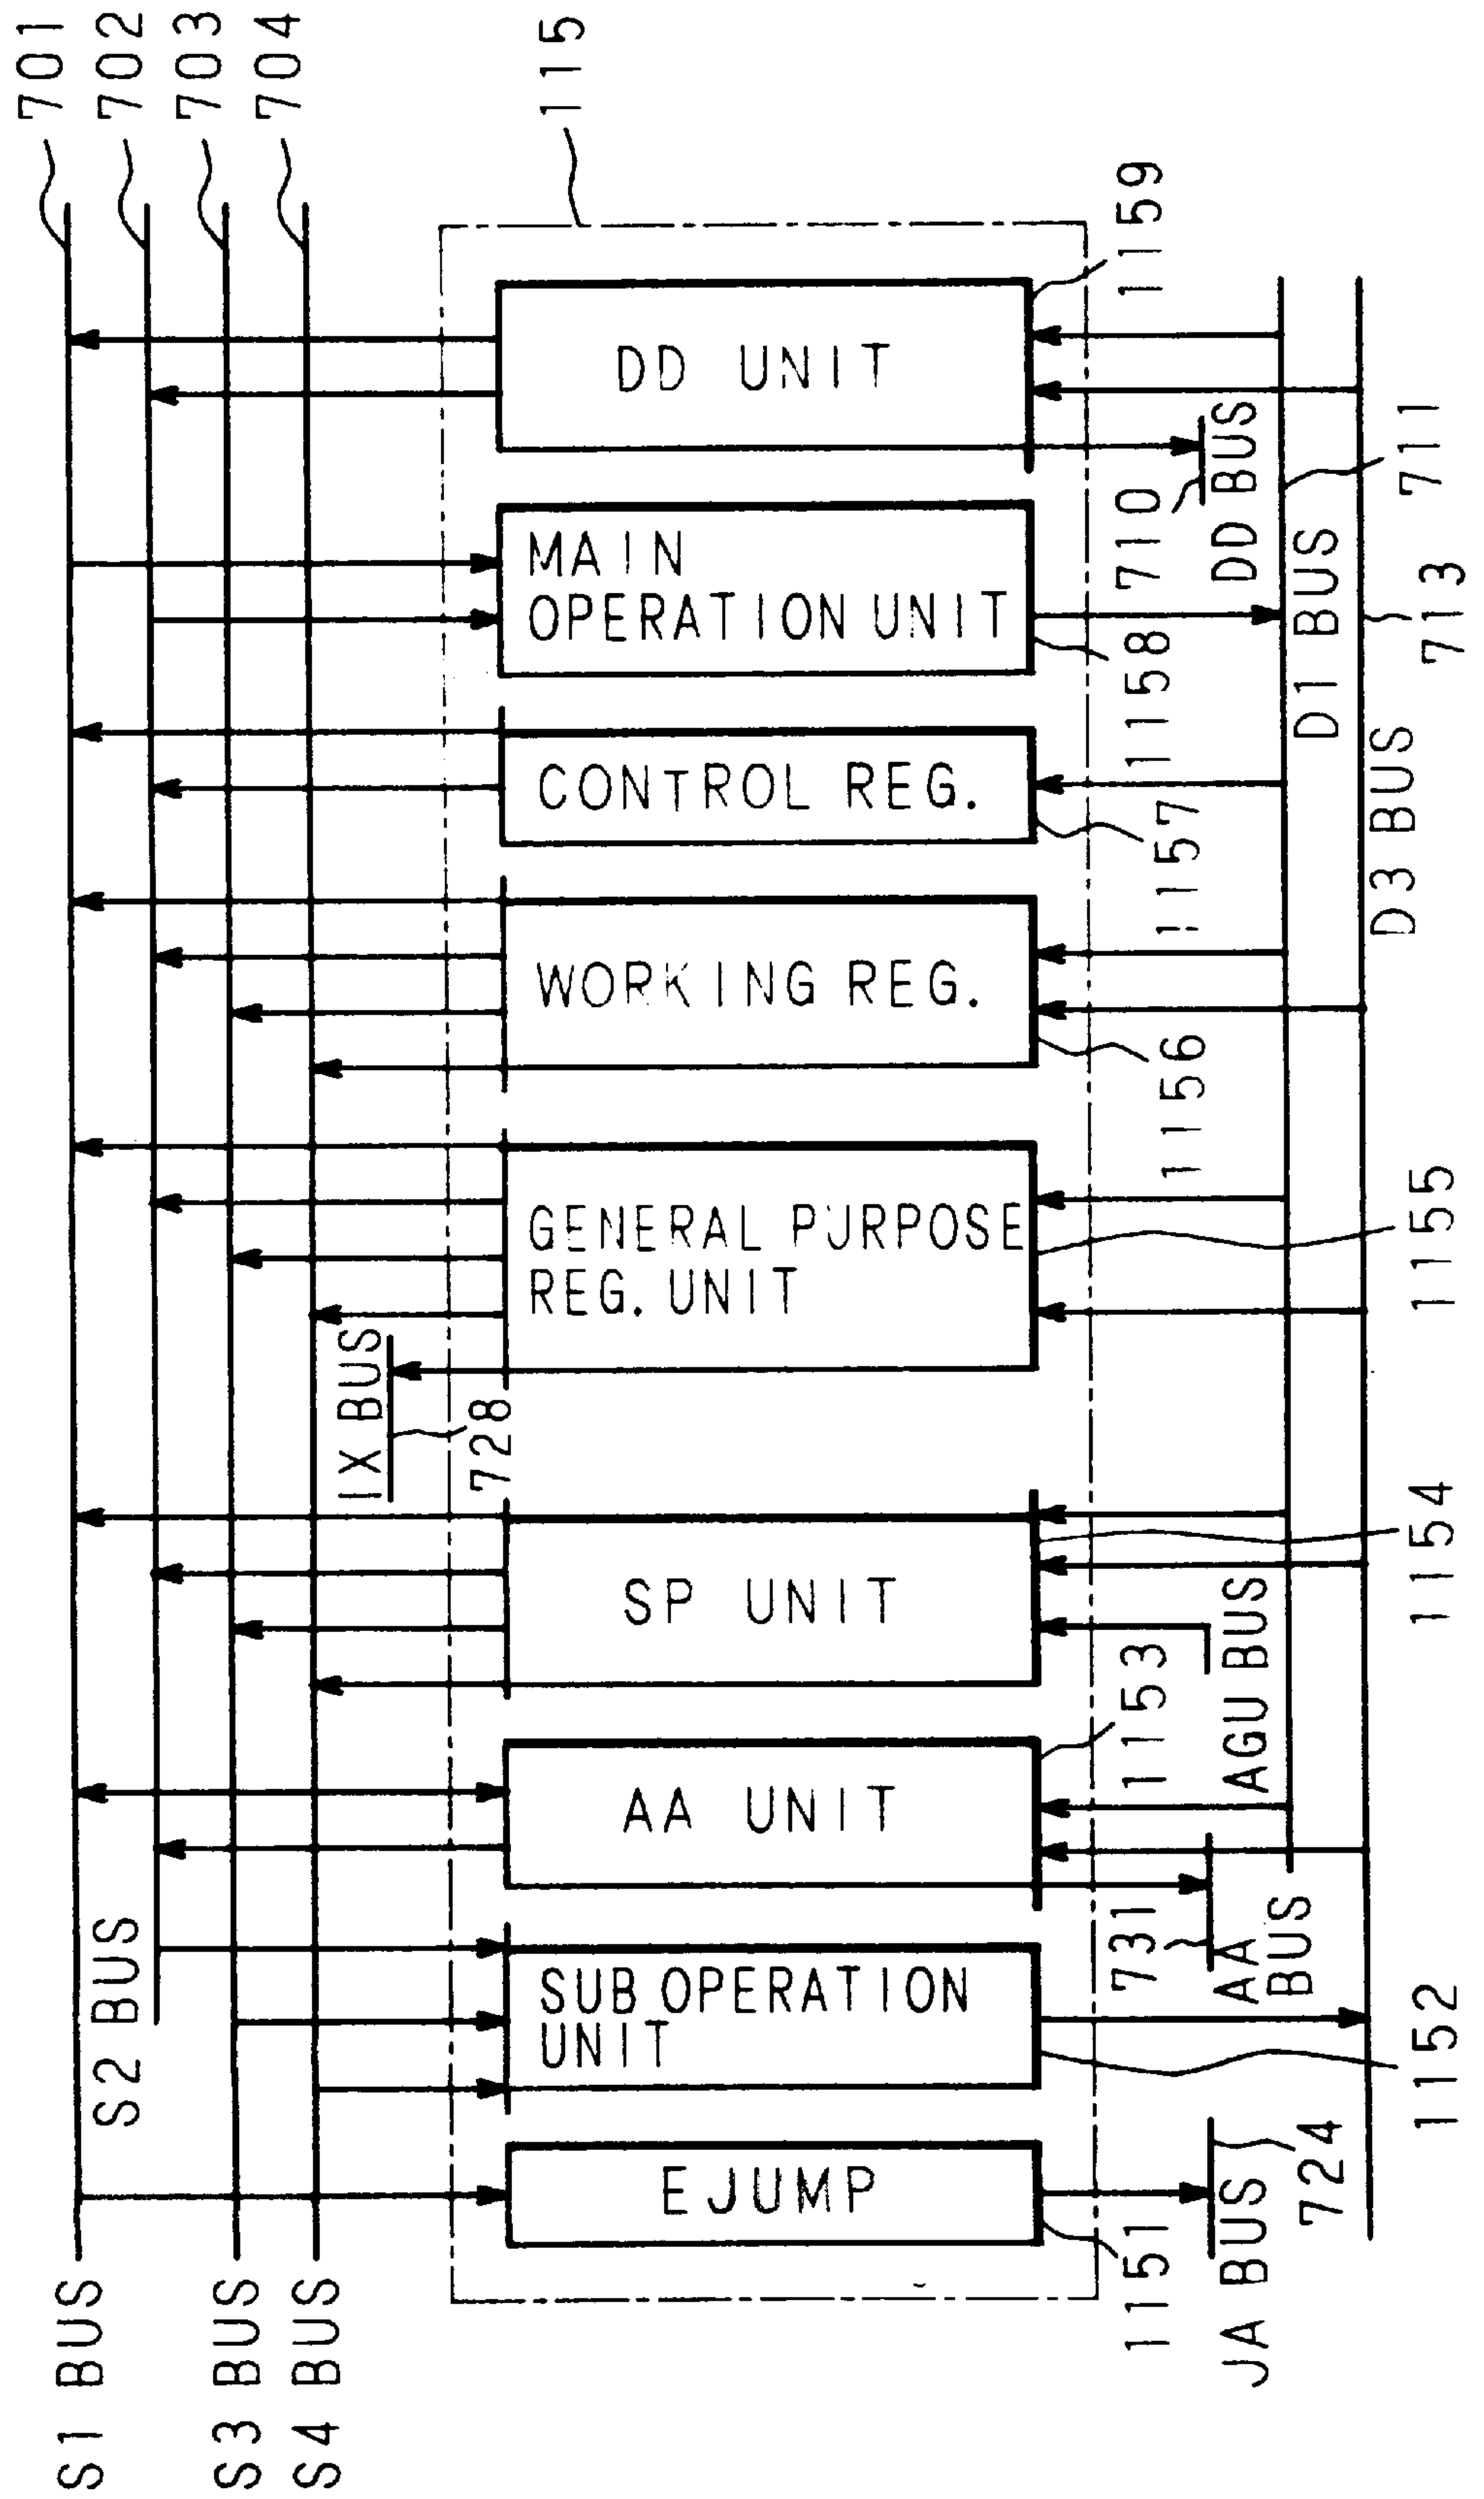 701
702
703
704
115
S1 BUS
S2 BUS
S3 BUS
S4 BUS
EJUMP
SUB OPERATION
UNIT
AA UNIT
SP UNIT
GENERAL PURPOSE
REG. UNIT
WORKING REG.
CONTROL REG.
MAIN
OPERATION UNIT
DD UNIT
IX BUS
728
1151
JA BUS
724
1152
731
AA
BUS
1153
AGU BUS
1154
1155
1156
1157
1158
710
DD BUS
1159
D1 BUS
711
D3 BUS
713